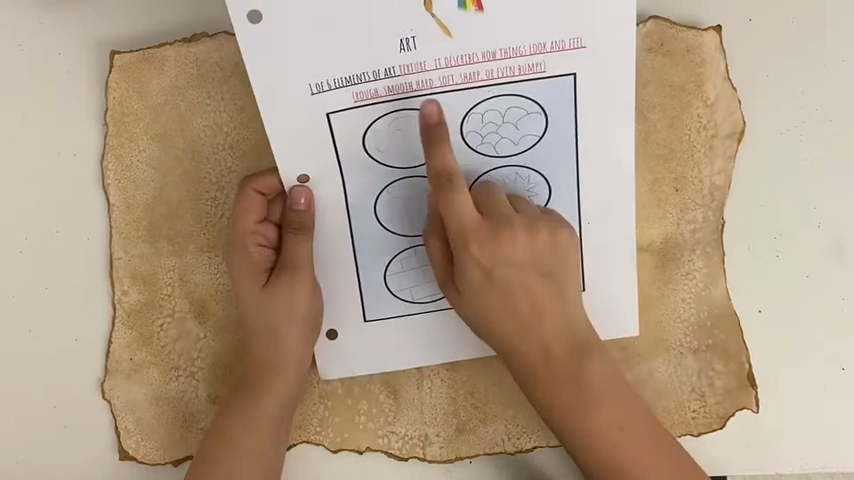 ART
1 OF 6 ELEMENTS OF ART TEXTURE: IT DESCRIBES HOW THINGS LOOK AND FEEL
(ROUGH, SMOOTH HARD, SOFT, SHARP, OR EVEN BUMPY)